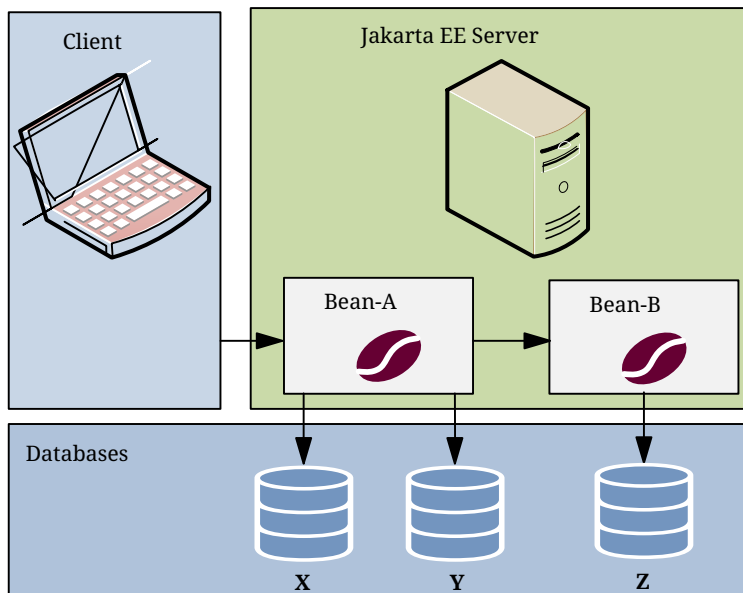 Client
Jakarta EE Server
Bean-A
Bean-B
Databases
X
Y
Z